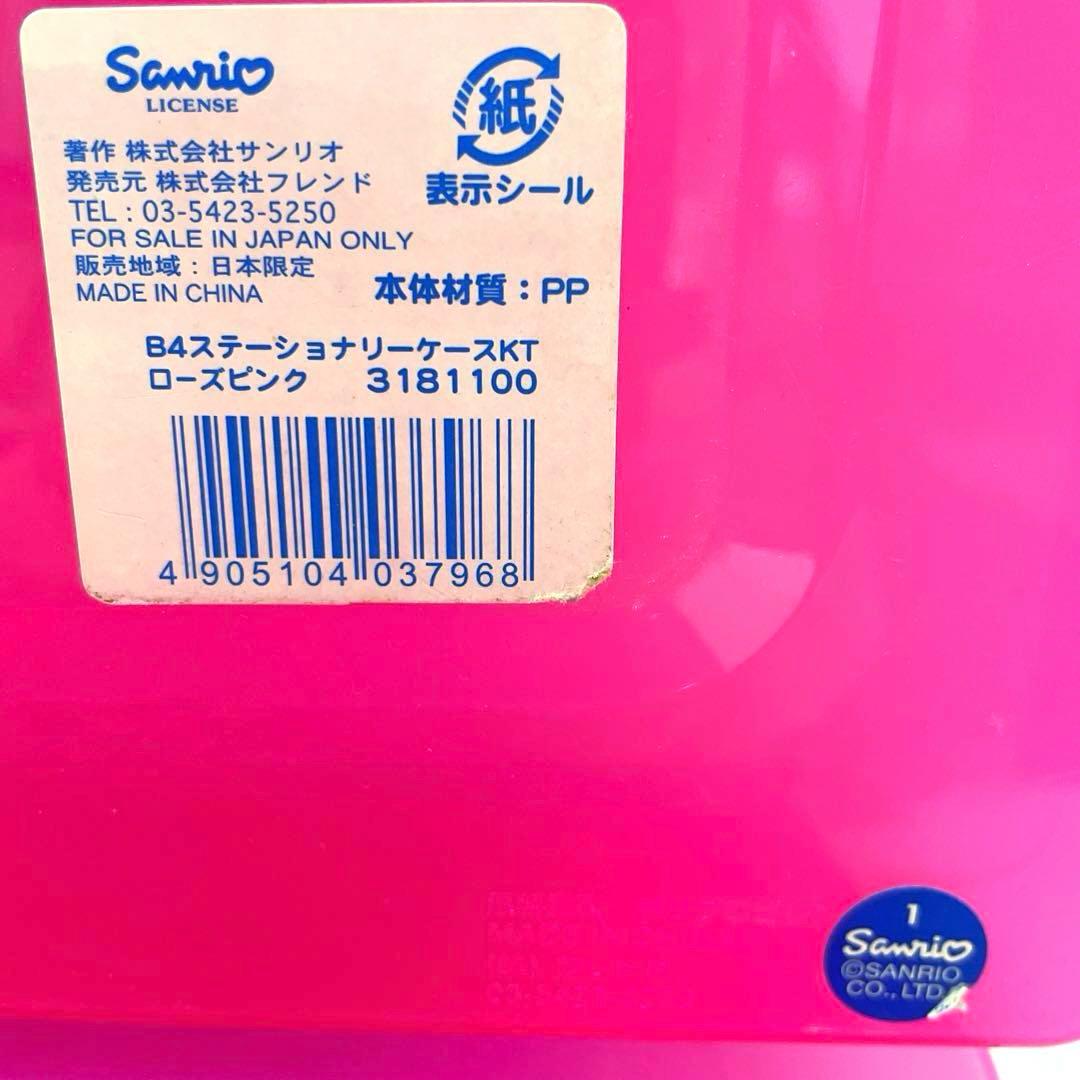 Sanrio
LICENSE
紙
表示シール
著作 株式会社サンリオ
発売元 株式会社フレンド
TEL : 03-5423-5250
FOR SALE IN JAPAN ONLY
販売地域 : 日本限定
MADE IN CHINA
本体材質 : PP
B4ステーショナリーケースKT
ローズピンク 3181100
4 905104 037968
1
Sanrio
©SANRIO
CO., LTD.